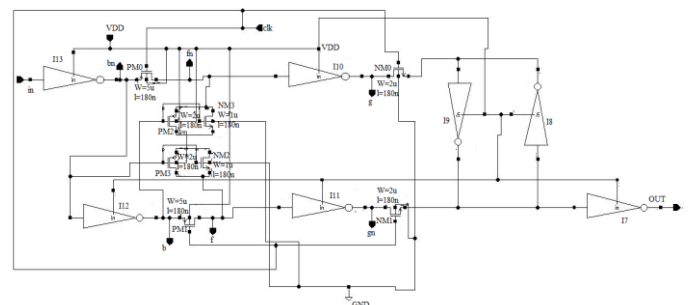 VDD
clk
I13
bn
PM0
fn
VDD
I10
NM0
in
W=5u
l=180n
g
W=2u
l=180n
NM3
W=2u
W=1u
l=180n
l=180n
PM2
I9
I8
NM2
W=2u
W=1u
l=180n
l=180n
PM3
I12
W=5u
l=180n
PM1
b
f
I11
W=2u
l=180n
gn
NM1
I7
OUT
GND